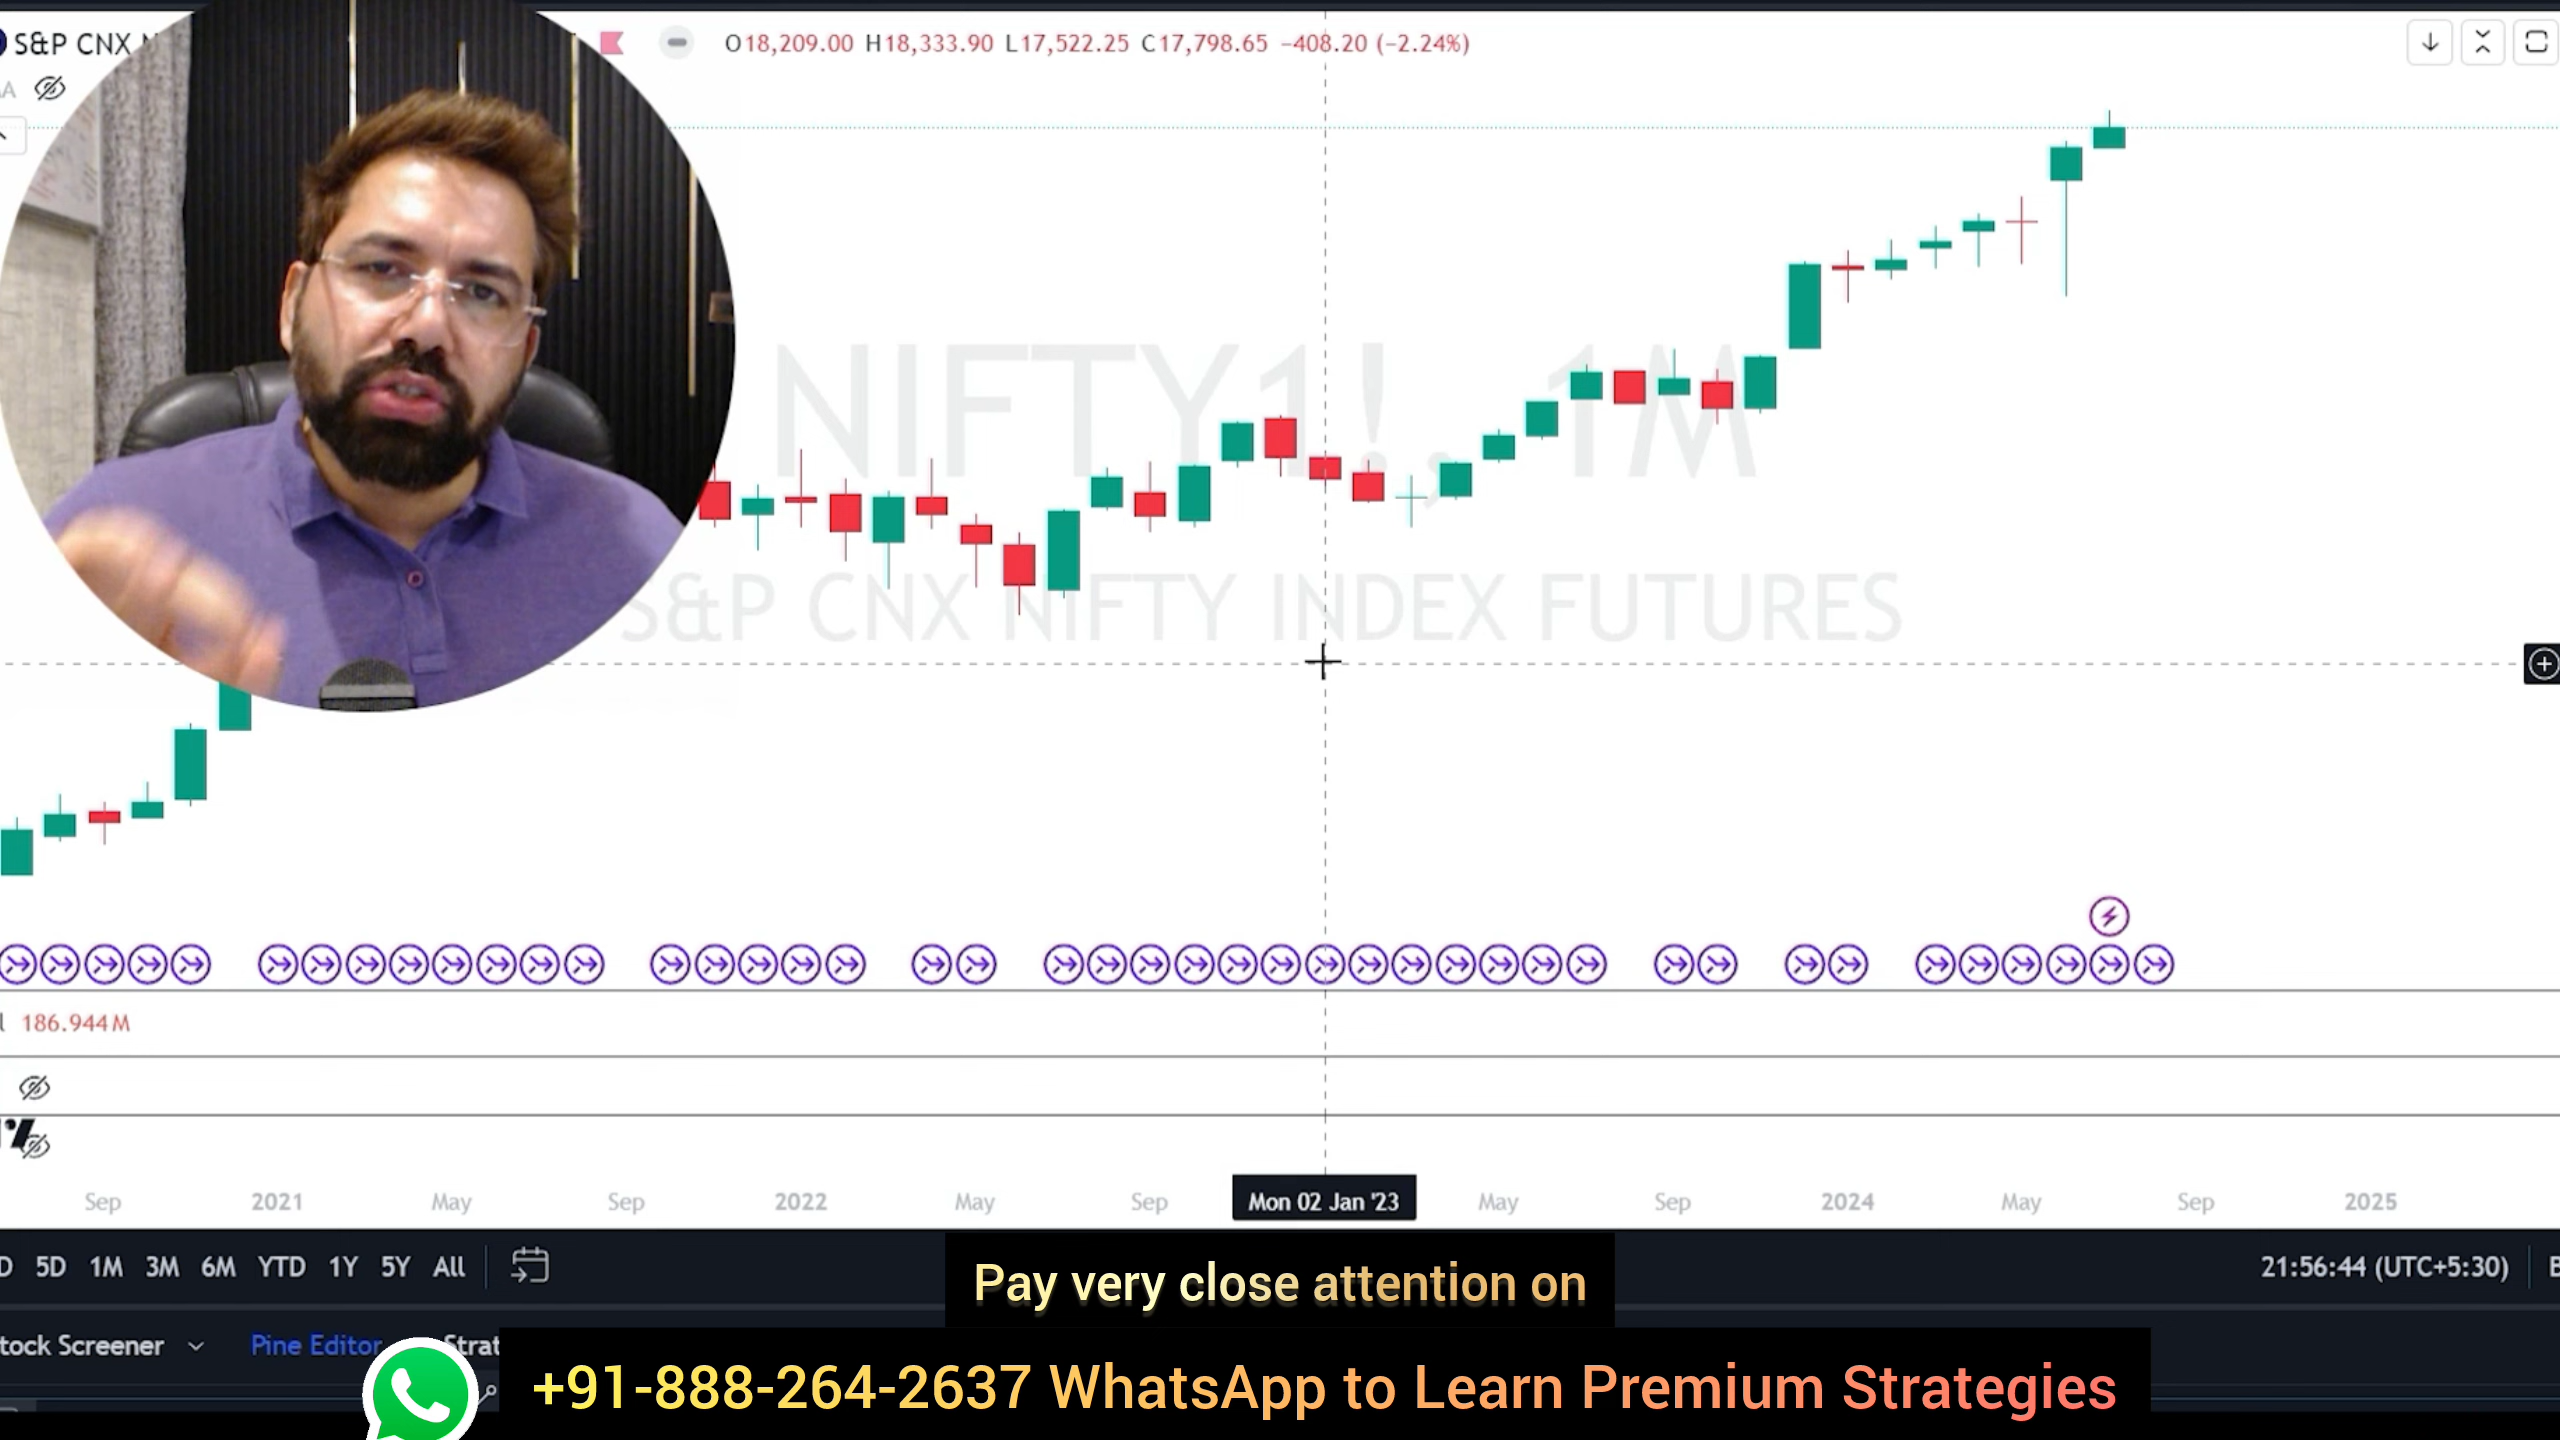 S&P CNX N
O18,209.00 H18,333.90 L17,522.25 C17,798.65 −408.20 (−2.24%)
A
NIFTY1!, 1M
S&P CNX NIFTY INDEX FUTURES
186.944M
Sep 2021 May Sep 2022 May Sep Mon 02 Jan '23 May Sep 2024 May Sep 2025
D 5D 1M 3M 6M YTD 1Y 5Y All
21:56:44 (UTC+5:30)
Pay very close attention on
tock Screener Pine Editor Strat
+91-888-264-2637 WhatsApp to Learn Premium Strategies